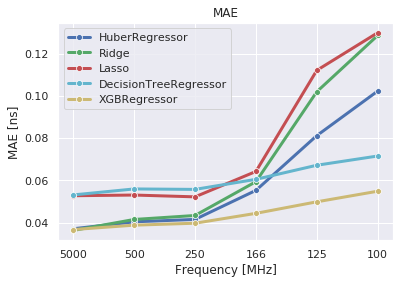 MAE
HuberRegressor
Ridge
Lasso
DecisionTreeRegressor
XGBRegressor
MAE [ns]
0.12
0.10
0.08
0.06
0.04
5000 500 250 166 125 100
Frequency [MHz]